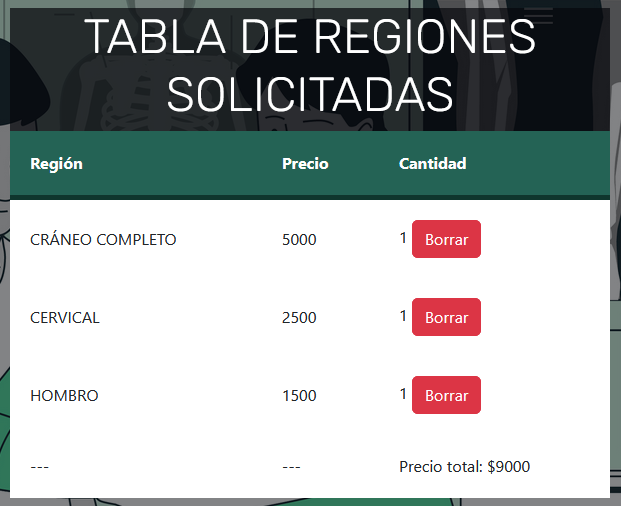 TABLA DE REGIONES
SOLICITADAS
Región Precio Cantidad
CRÁNEO COMPLETO 5000 1 Borrar
CERVICAL 2500 1 Borrar
HOMBRO 1500 1 Borrar
--- --- Precio total: $9000